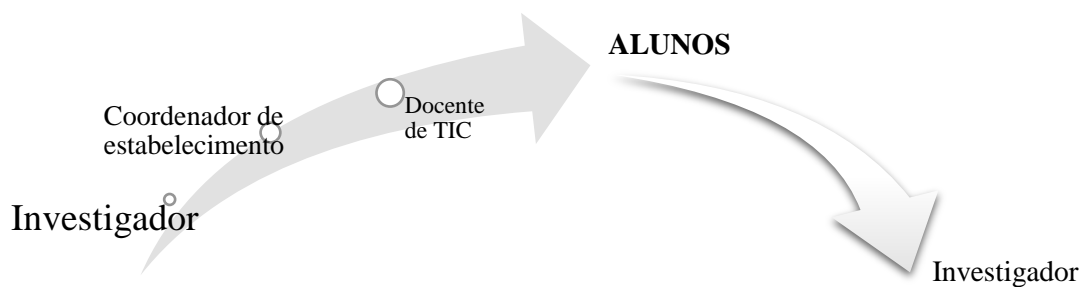 ALUNOS
Docente
de TIC
Coordenador de
estabelecimento
Investigador
Investigador